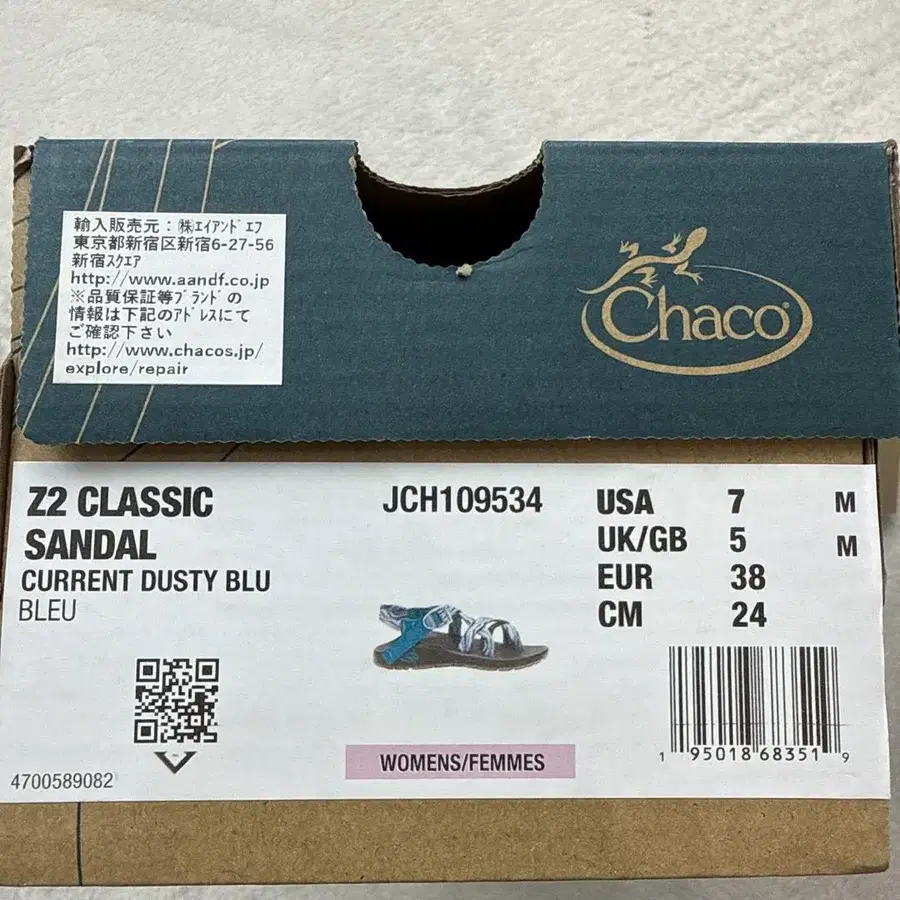 輸入販売元：㈱エイアンドエフ
東京都新宿区新宿6-27-56
新宿スクエア
http://www.aandf.co.jp
※品質保証等ブランドの
情報は下記のアドレスにて
ご確認下さい
http://www.chacos.jp/
explore/repair
Chaco®
Z2 CLASSIC
SANDAL
CURRENT DUSTY BLU
BLEU
JCH109534
USA 7 M
UK/GB 5 M
EUR 38
CM 24
1 95018 68351 9
WOMENS/FEMMES
4700589082